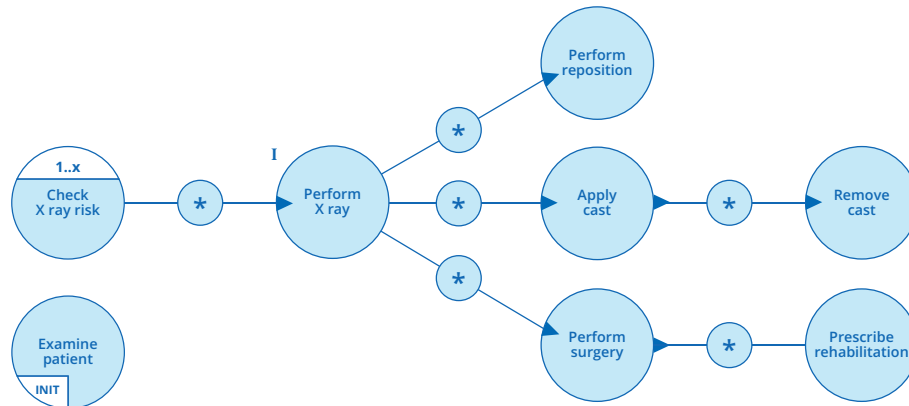 Perform
reposition
*
I
1..x
Check
X ray risk
*
Perform
X ray
*
Apply
cast
*
Remove
cast
*
Examine
patient
INIT
Perform
surgery
*
Prescribe
rehabilitation